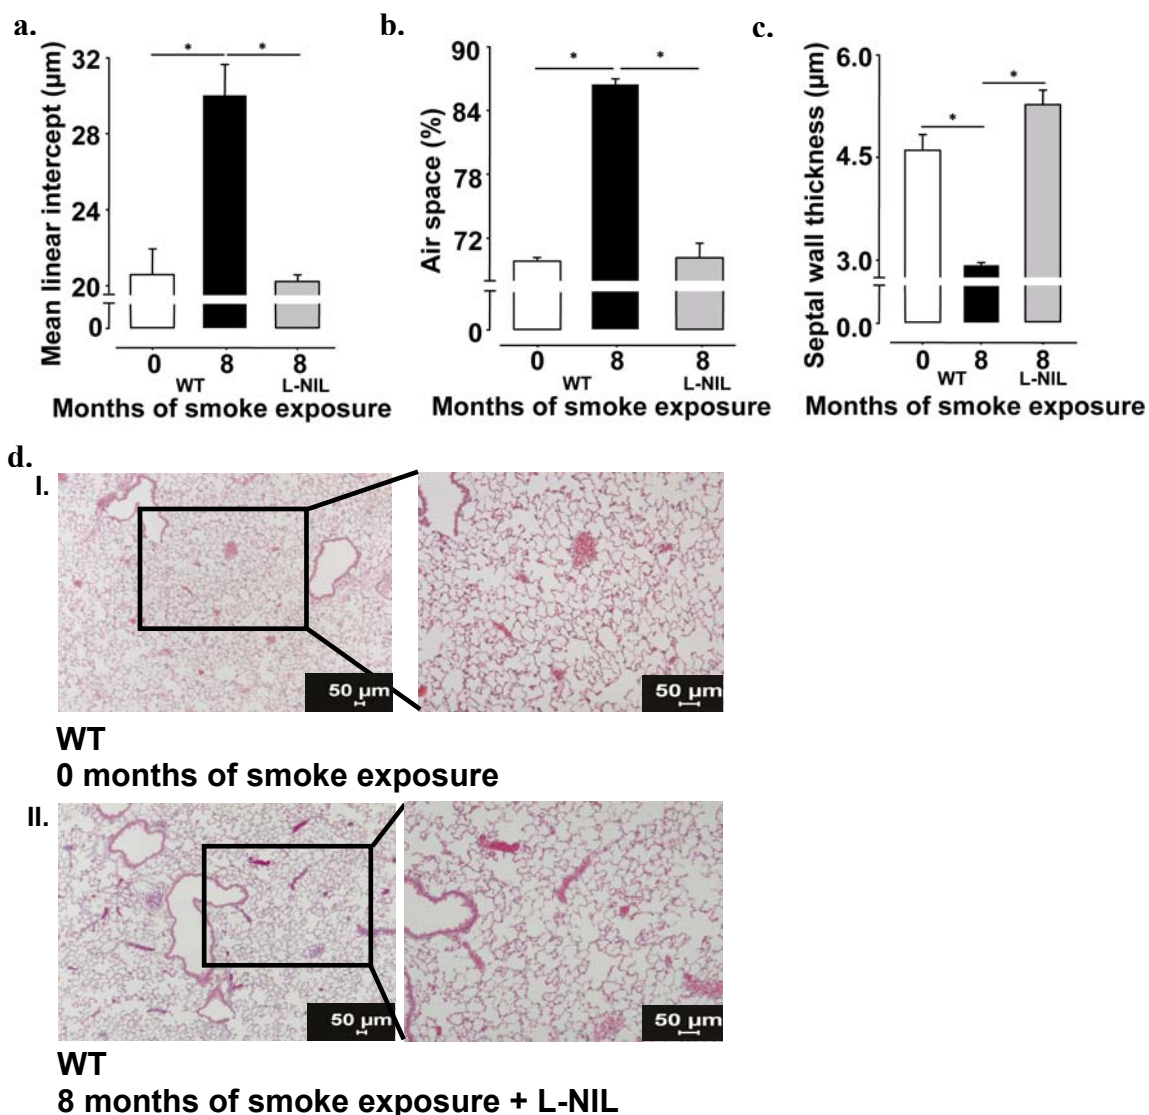 a.
Mean linear intercept (µm)
32
28
24
20
0
*
*
0
8
8
WT
L-NIL
Months of smoke exposure
b.
Air space (%)
90
84
78
72
0
*
*
0
8
8
WT
L-NIL
Months of smoke exposure
c.
Septal wall thickness (µm)
6.0
4.5
3.0
0.0
*
*
0
8
8
WT
L-NIL
Months of smoke exposure
d.
I.
50 µm
50 µm
WT
0 months of smoke exposure
II.
50 µm
50 µm
WT
8 months of smoke exposure + L-NIL